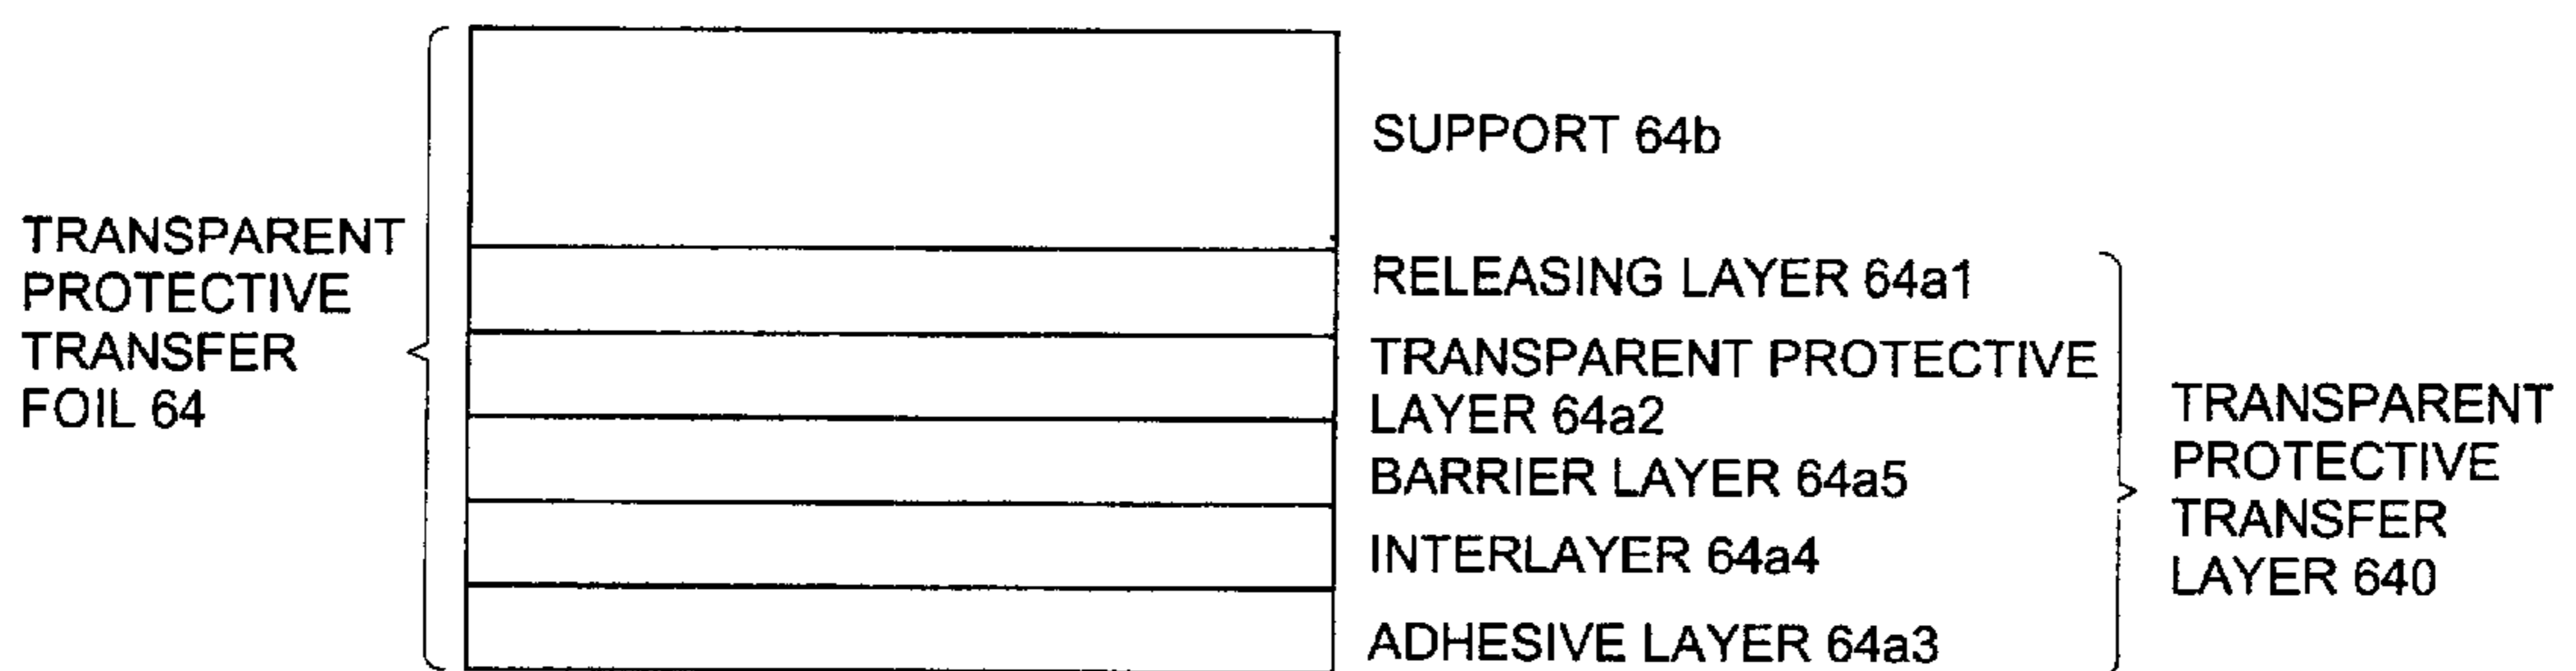 TRANSPARENT
PROTECTIVE
TRANSFER
FOIL 64
SUPPORT 64b
RELEASING LAYER 64a1
TRANSPARENT PROTECTIVE
LAYER 64a2
BARRIER LAYER 64a5
INTERLAYER 64a4
ADHESIVE LAYER 64a3
TRANSPARENT
PROTECTIVE
TRANSFER
LAYER 640